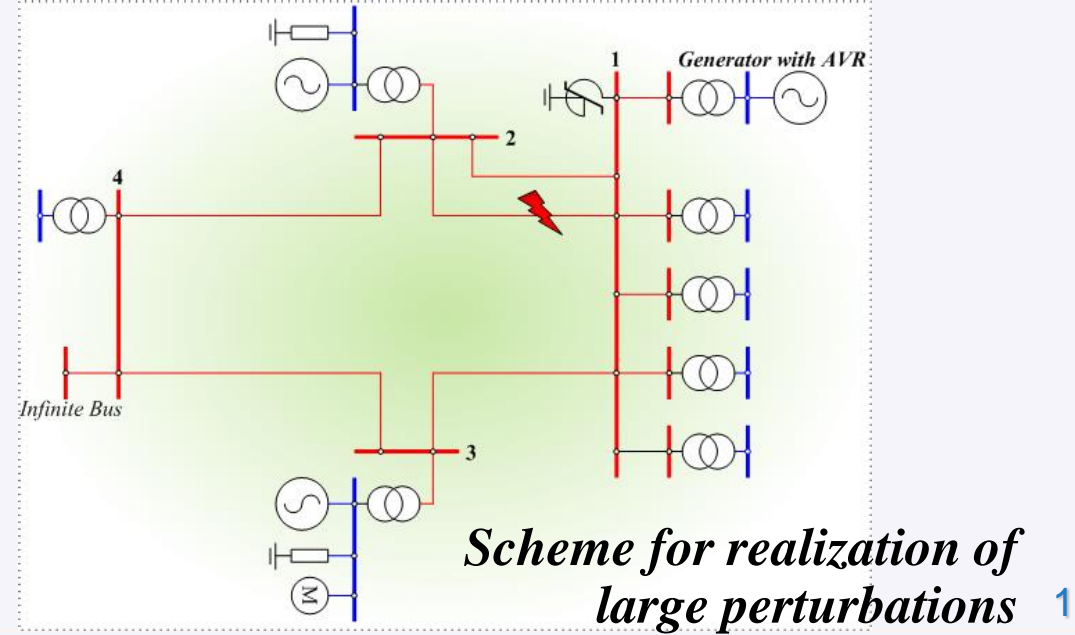 1
Generator with AVR
2
4
Infinite Bus
3
M
Scheme for realization of
large perturbations
1